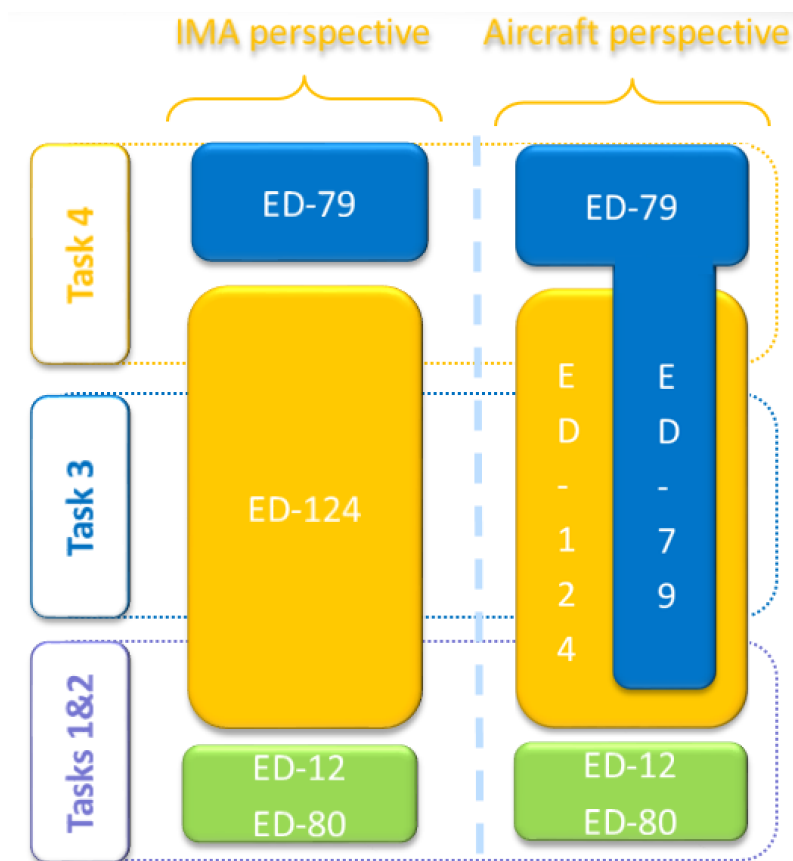 IMA perspective
Aircraft perspective
Task 4
ED-79
ED-79
Task 3
ED-124
E
D
-
1
2
4
E
D
-
7
9
Tasks 1&2
ED-12
ED-80
ED-12
ED-80